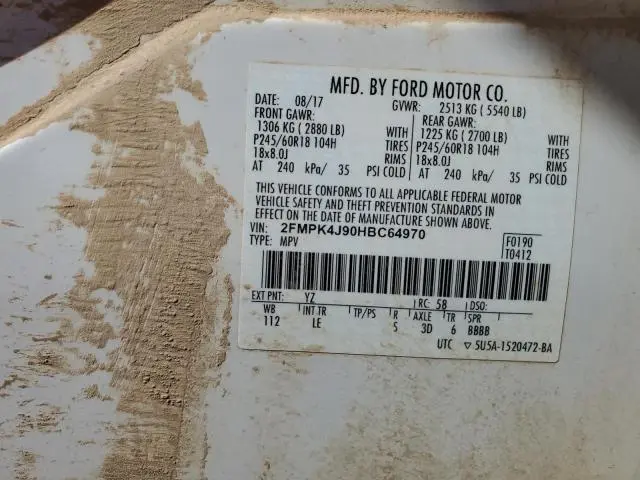 MFD. BY FORD MOTOR CO.
DATE: 08/17 GVWR: 2513 KG ( 5540 LB)
FRONT GAWR: REAR GAWR:
1306 KG ( 2880 LB) WITH 1225 KG ( 2700 LB) WITH
P245/60R18 104H TIRES P245/60R18 104H TIRES
18x8.0J RIMS 18x8.0J RIMS
AT 240 kPa/ 35 PSI COLD AT 240 kPa/ 35 PSI COLD
THIS VEHICLE CONFORMS TO ALL APPLICABLE FEDERAL MOTOR
VEHICLE SAFETY AND THEFT PREVENTION STANDARDS IN
EFFECT ON THE DATE OF MANUFACTURE SHOWN ABOVE.
VIN: 2FMPK4J90HBC64970
TYPE: MPV F0190
T0412
EXT PNT: YZ RC: 58 DSO:
WB INT TR TP/PS R AXLE TR SPR
112 LE S 3D 6 BBBB
UTC ▽ 5U5A-1520472-BA